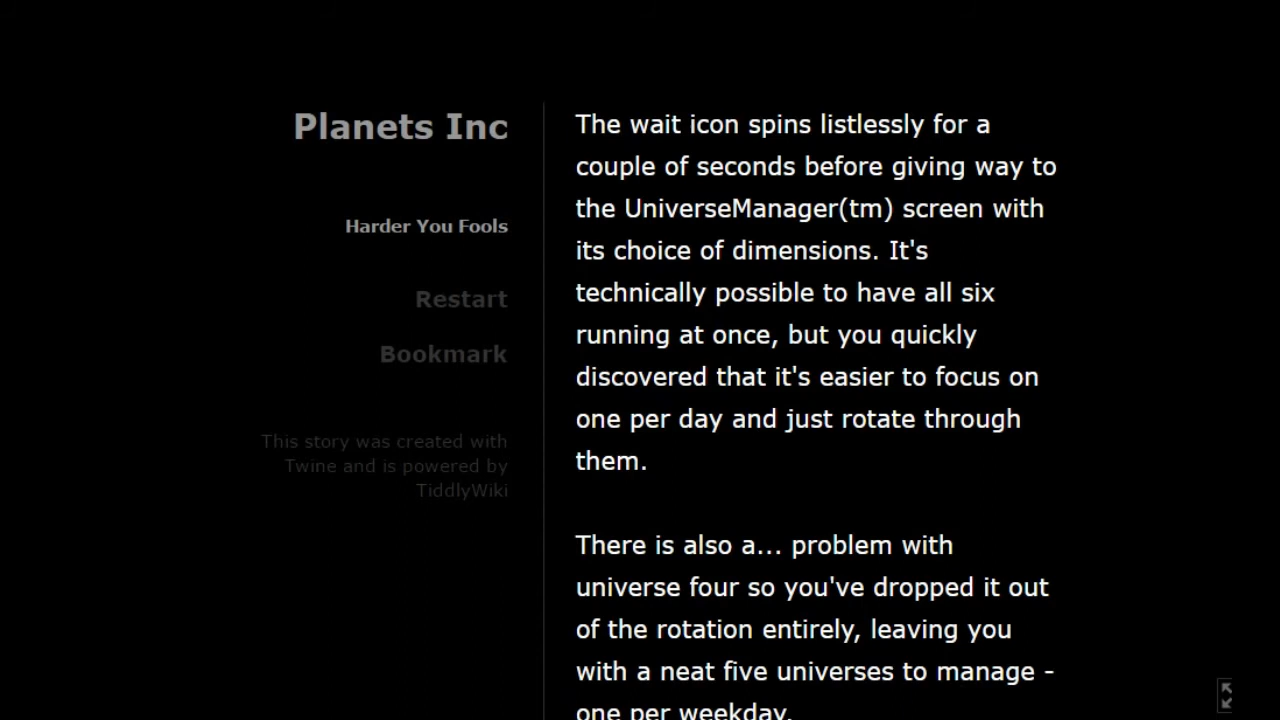 Planets Inc
Harder You Fools
Restart
Bookmark
This story was created with
Twine and is powered by
TiddlyWiki
The wait icon spins listlessly for a
couple of seconds before giving way to
the UniverseManager(tm) screen with
its choice of dimensions. It's
technically possible to have all six
running at once, but you quickly
discovered that it's easier to focus on
one per day and just rotate through
them.
There is also a... problem with
universe four so you've dropped it out
of the rotation entirely, leaving you
with a neat five universes to manage -
one per weekday.